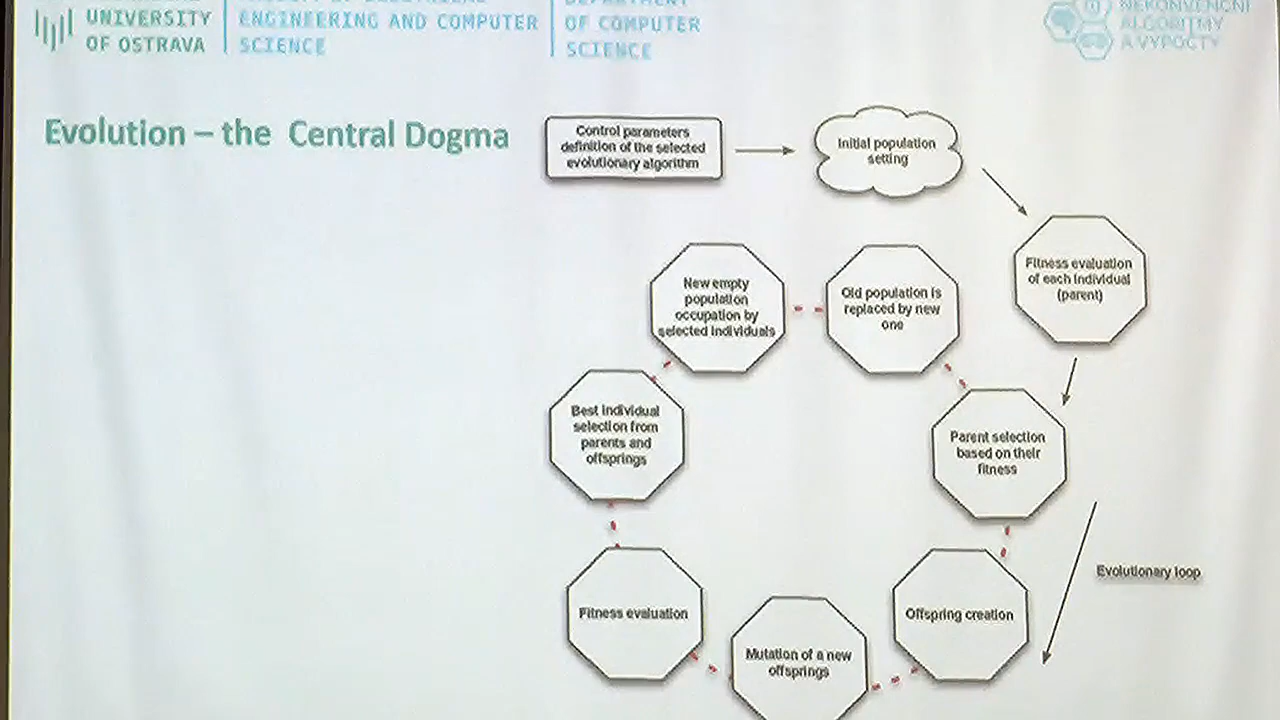 UNIVERSITY
OF OSTRAVA
ENGINEERING AND COMPUTER
SCIENCE
OF COMPUTER
SCIENCE
NEKONVENČNÍ
ALGORITMY
A VÝPOČTY
Evolution – the Central Dogma
Control parameters
definition of the selected
evolutionary algorithm
Initial population
setting
Fitness evaluation
of each individual
(parent)
New empty
population
occupation by
selected individuals
Old population is
replaced by new
one
Best individual
selection from
parents and
offsprings
Parent selection
based on their
fitness
Evolutionary loop
Fitness evaluation
Offspring creation
Mutation of a new
offsprings